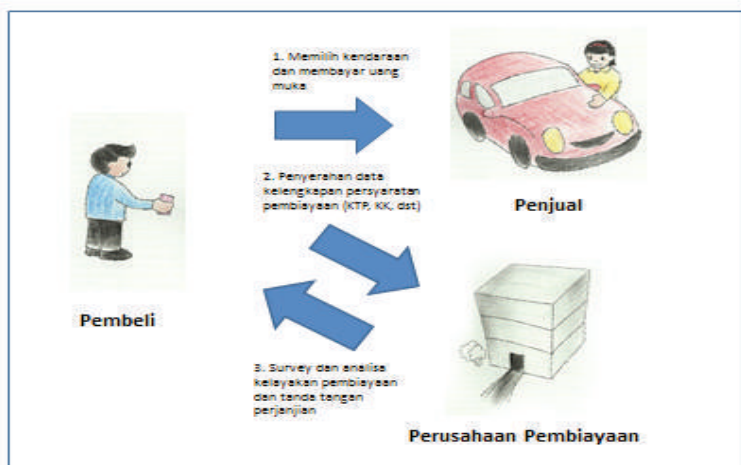 1. Memilih kendaraan
dan membayar uang
muka
Penjual
2. Penyerahan data
kelengkapan persyaratan
pembiayaan (KTP, KK, dst)
Pembeli
3. Survey dan analisa
kelayakan pembiayaan
dan tanda tangan
perjanjian
Perusahaan Pembiayaan